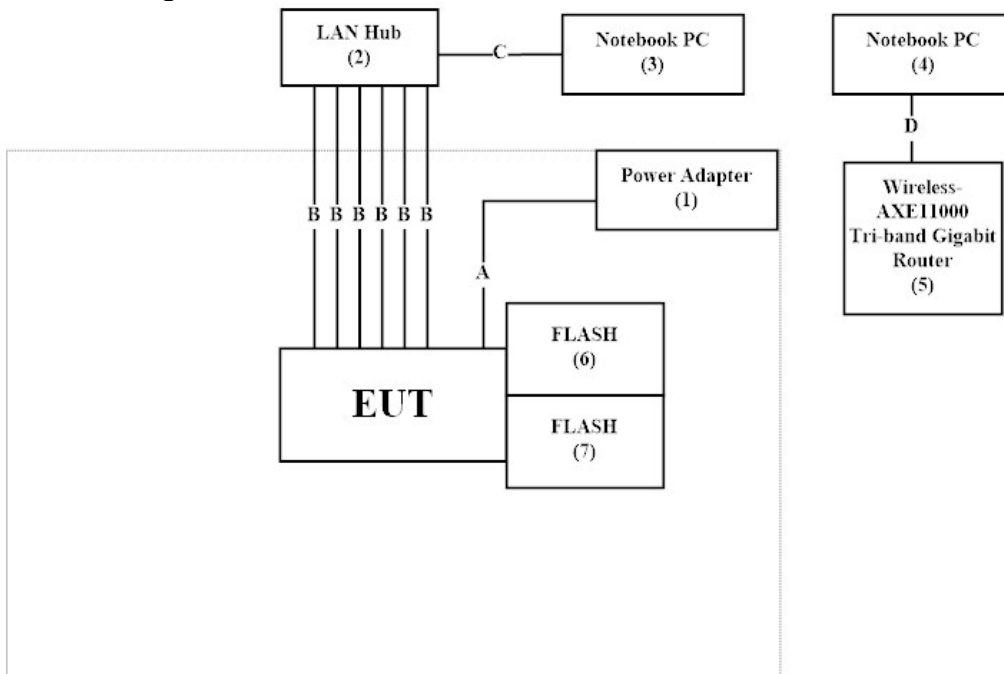 LAN Hub
(2)
C
Notebook PC
(3)
Notebook PC
(4)
D
Power Adapter
(1)
Wireless-
AXE11000
Tri-band Gigabit
Router
(5)
B B B B B B
A
FLASH
(6)
EUT
FLASH
(7)